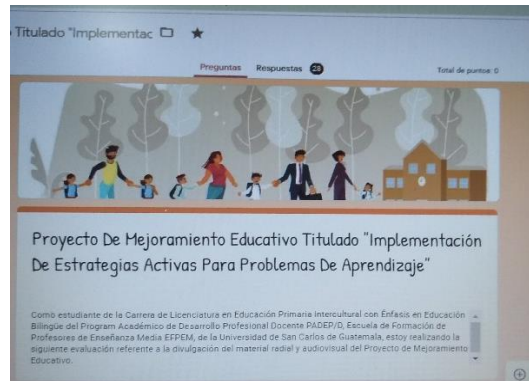 Titulado "Implementac
Preguntas Respuestas 28
Total de puntos: 0
Proyecto De Mejoramiento Educativo Titulado "Implementación
De Estrategias Activas Para Problemas De Aprendizaje"
Como estudiante de la Carrera de Licenciatura en Educación Primaria Intercultural con Énfasis en Educación
Bilingüe del Program Académico de Desarrollo Profesional Docente PADEP/D, Escuela de Formación de
Profesores de Enseñanza Media EFPEM, de la Universidad de San Carlos de Guatemala, estoy realizando la
siguiente evaluación referente a la divulgación del material radial y audiovisual del Proyecto de Mejoramiento
Educativo.